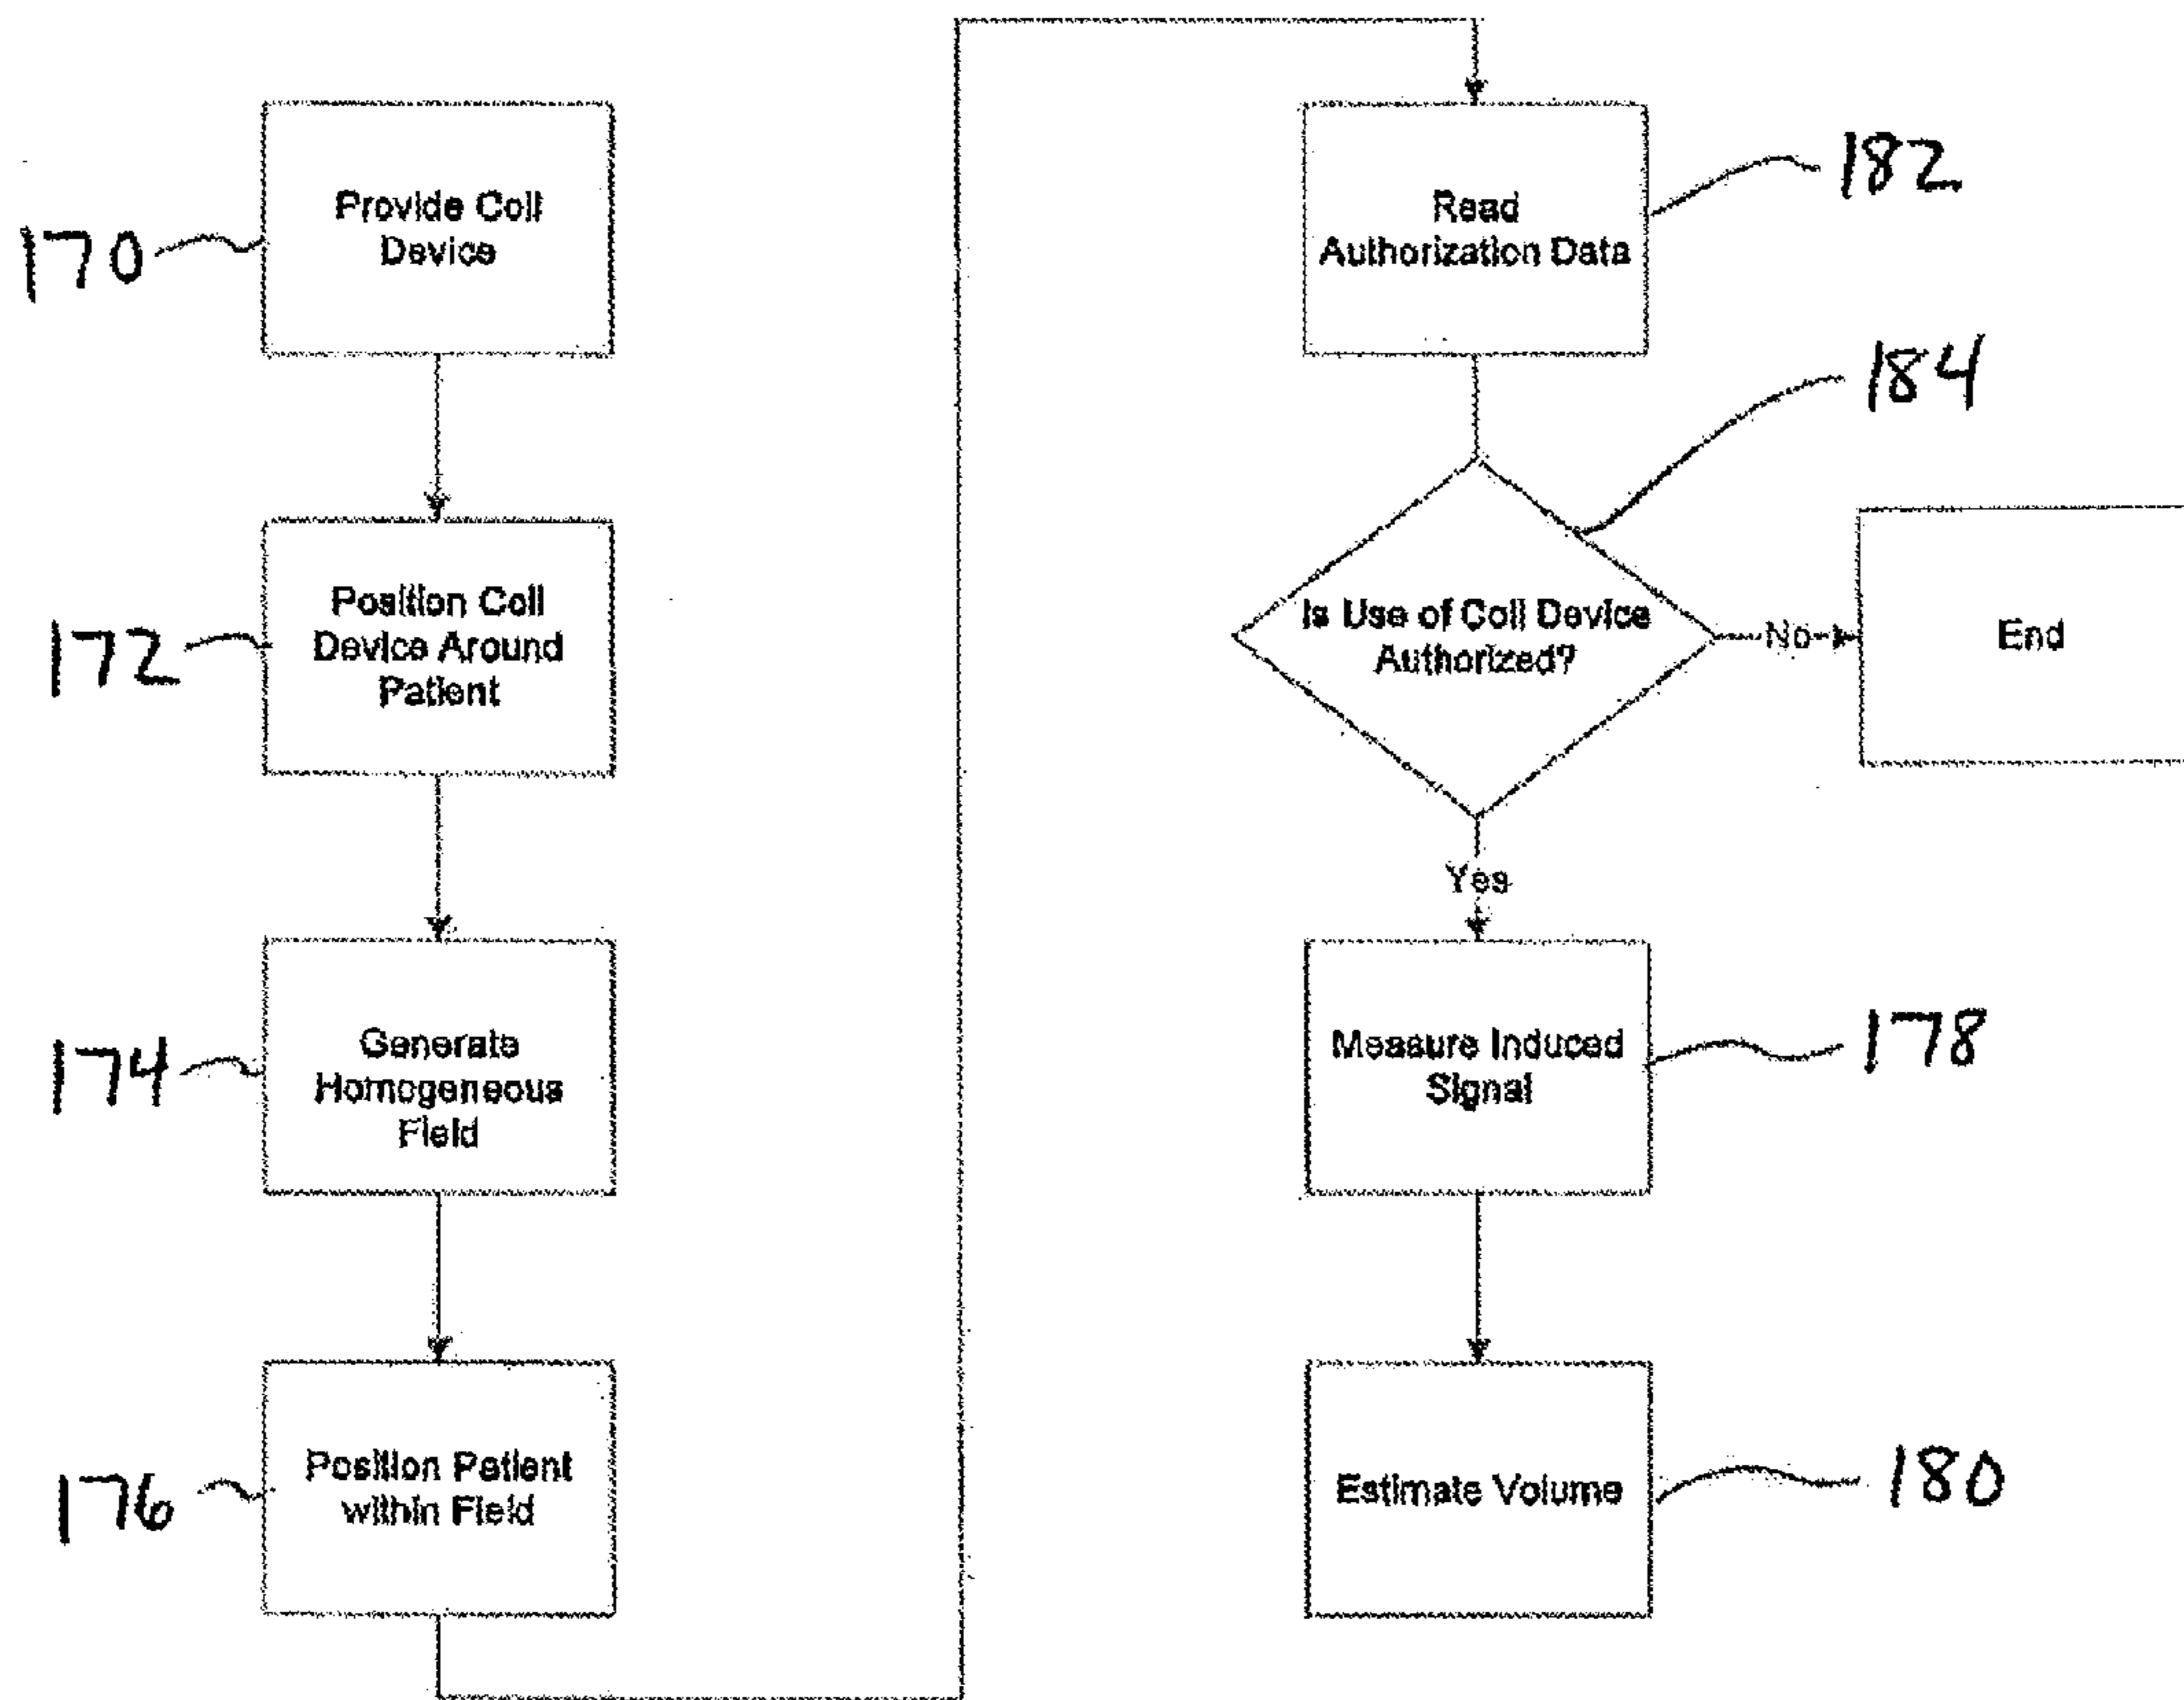 170
Provide Coil
Device
172
Position Coil
Device Around
Patient
174
Generate
Homogeneous
Field
176
Position Patient
within Field
Read
Authorization Data
182
184
Is Use of Coil Device
Authorized?
No
End
Yes
Measure Induced
Signal
178
Estimate Volume
180